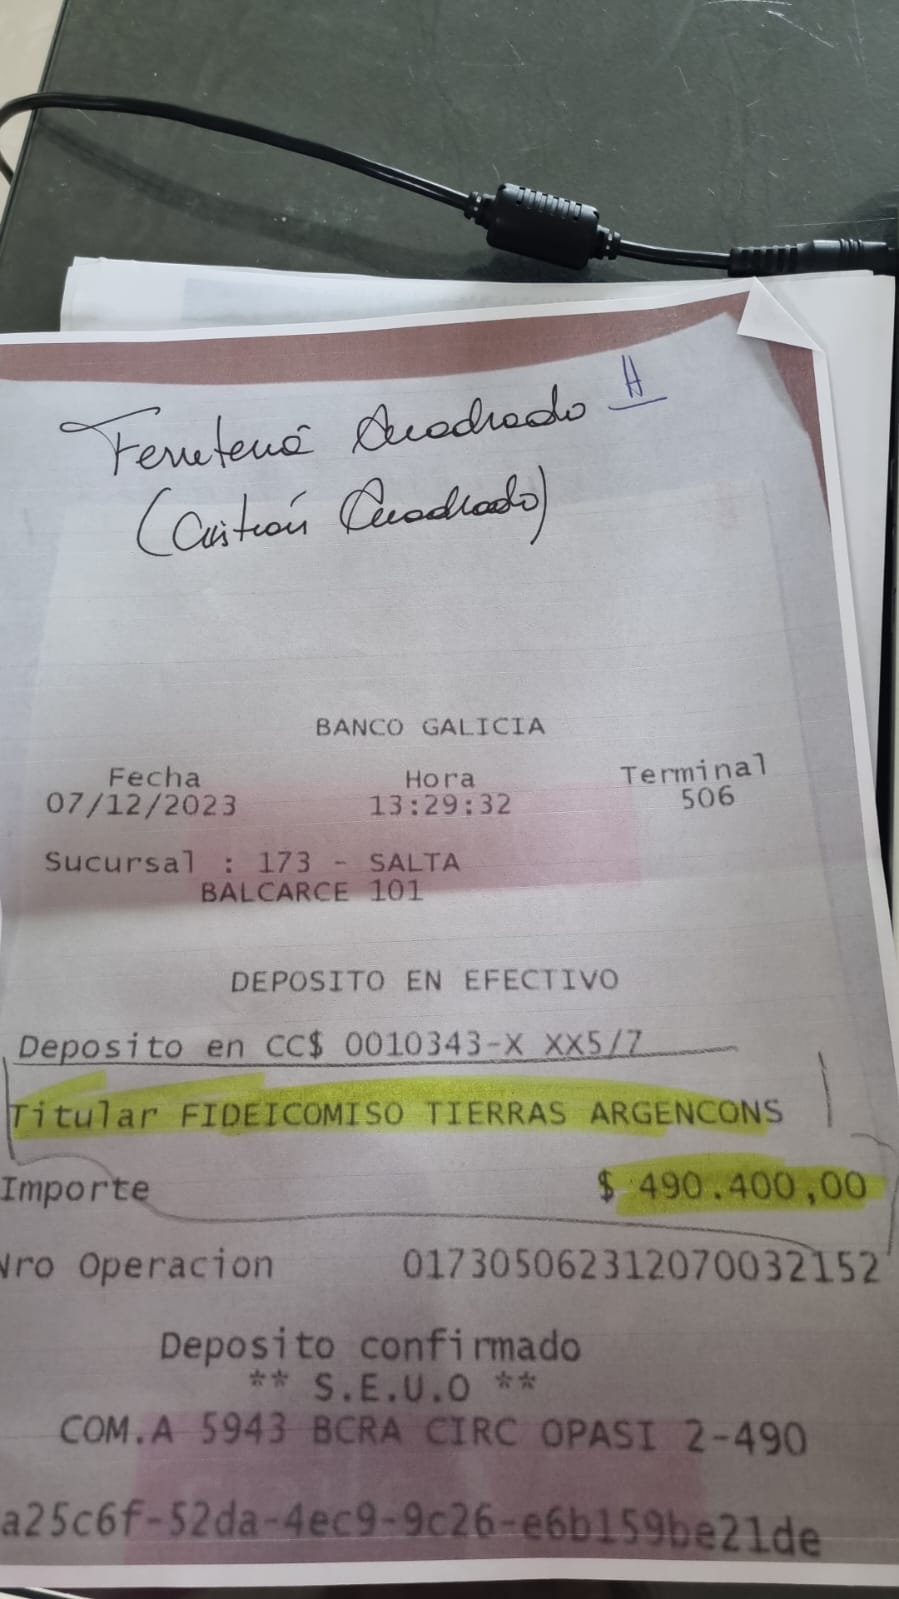 Ferretería Cuadrado H
(Cristian Cuadrado)
BANCO GALICIA
Fecha Hora Terminal
07/12/2023 13:29:32 506
Sucursal : 173 - SALTA
BALCARCE 101
DEPOSITO EN EFECTIVO
Deposito en CC$ 0010343-X XX5/7
Titular FIDEICOMISO TIERRAS ARGENCONS
Importe $ 490.400,00
Nro Operacion 01730506231207003​2152
Deposito confirmado
** S.E.U.O **
COM.A 5943 BCRA CIRC OPASI 2-490
a25c6f-52da-4ec9-9c26-e6b159be21de